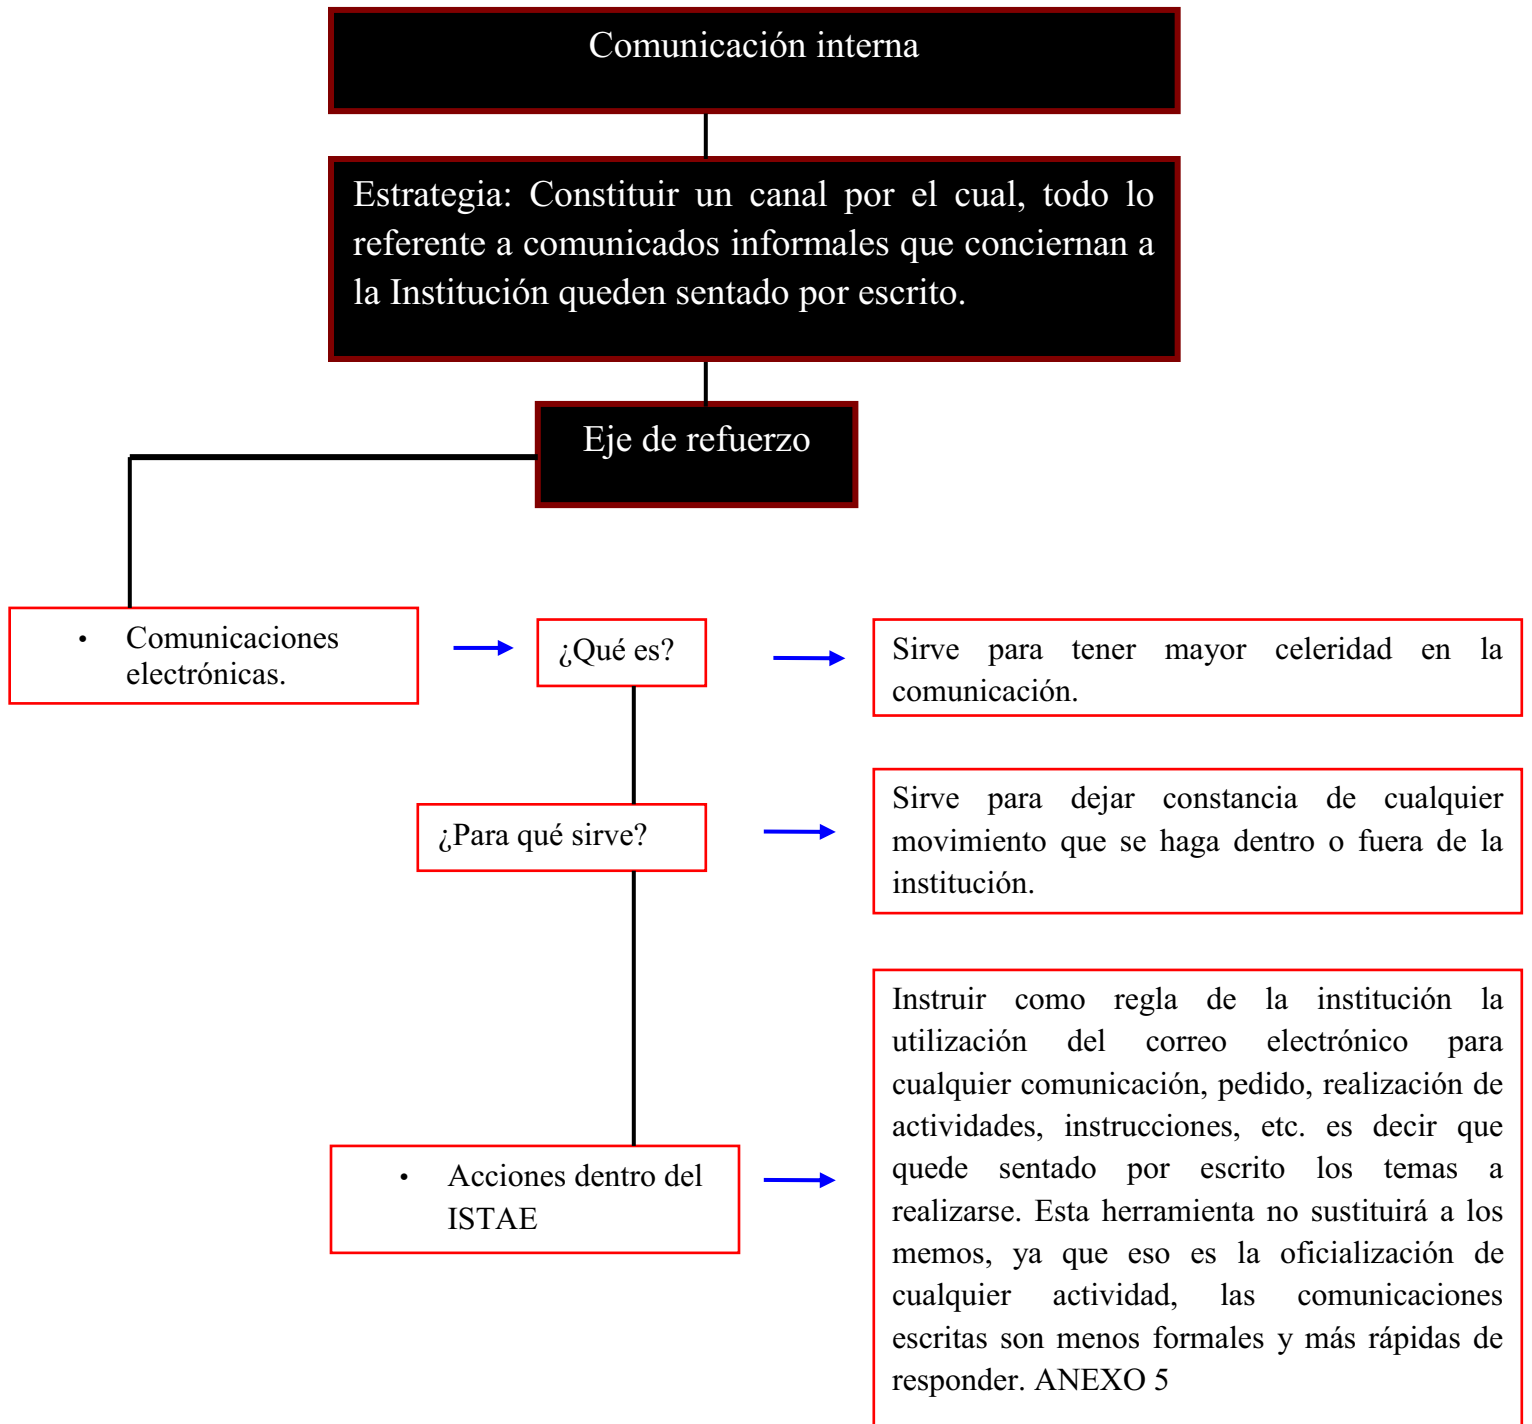 Comunicación interna
Estrategia: Constituir un canal por el cual, todo lo
referente a comunicados informales que conciernan a
la Institución queden sentado por escrito.
Eje de refuerzo
• Comunicaciones
electrónicas.
¿Qué es?
Sirve para tener mayor celeridad en la
comunicación.
¿Para qué sirve?
Sirve para dejar constancia de cualquier
movimiento que se haga dentro o fuera de la
institución.
• Acciones dentro del
ISTAE
Instruir como regla de la institución la
utilización del correo electrónico para
cualquier comunicación, pedido, realización de
actividades, instrucciones, etc. es decir que
quede sentado por escrito los temas a
realizarse. Esta herramienta no sustituirá a los
memos, ya que eso es la oficialización de
cualquier actividad, las comunicaciones
escritas son menos formales y más rápidas de
responder. ANEXO 5